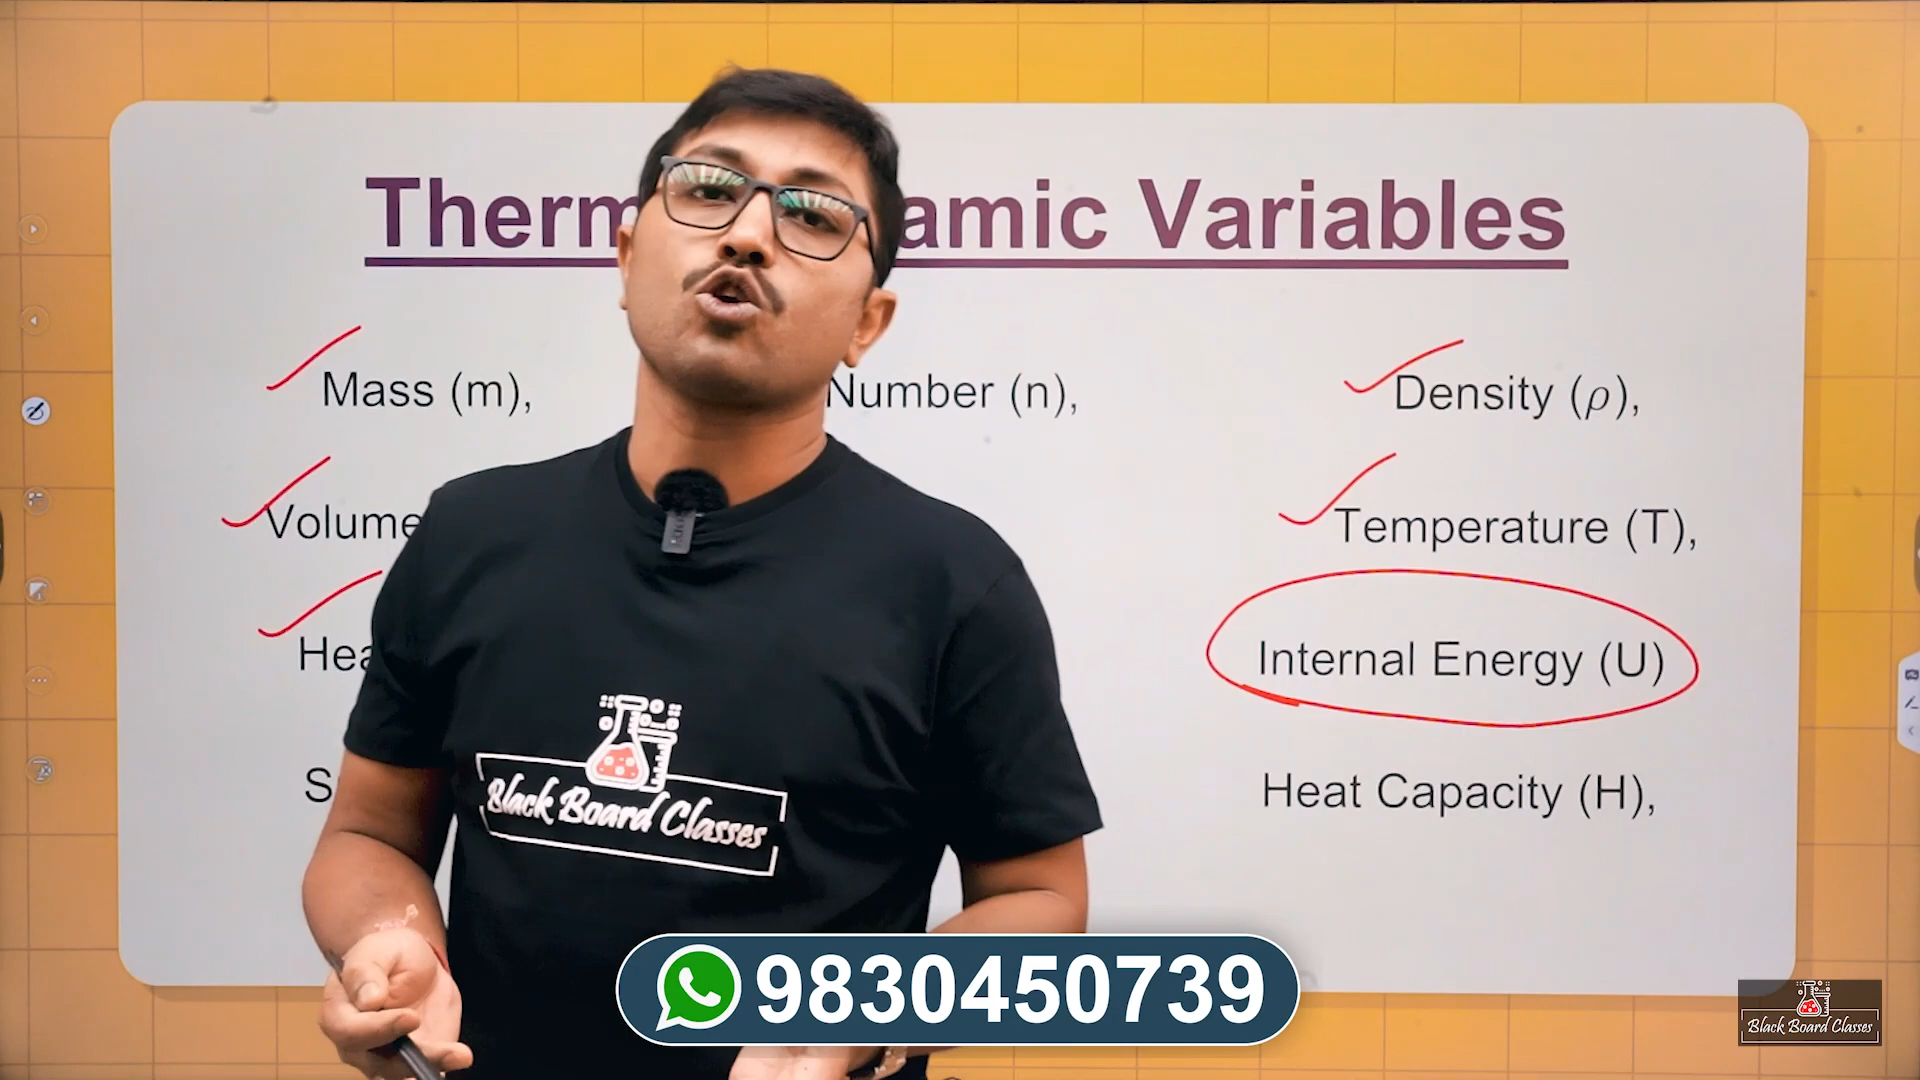 Therm amic Variables
Mass (m), Number (n), Density (ρ),
Volume Temperature (T),
Hea Internal Energy (U)
S Heat Capacity (H),
Black Board Classes
9830450739
Black Board Classes